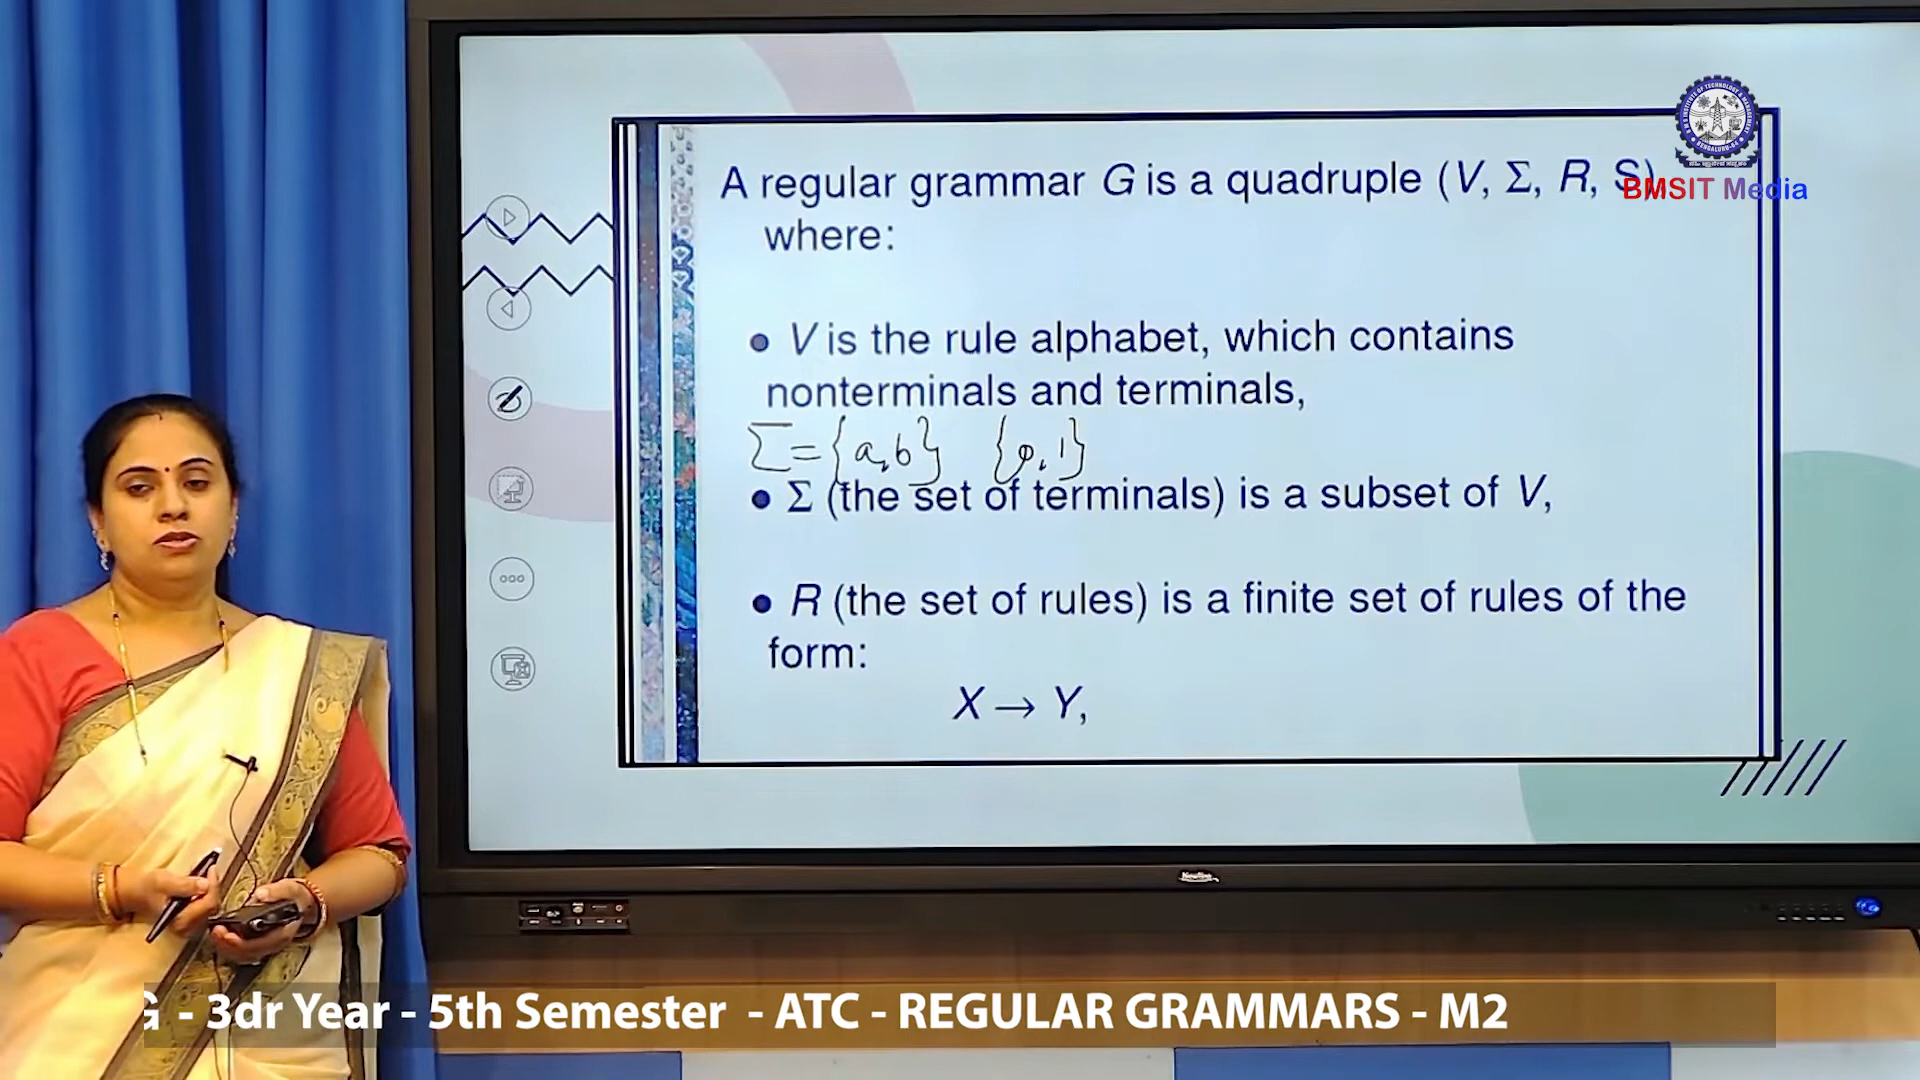 A regular grammar G is a quadruple (V, Σ, R, S),
where:
BMSIT Media
• V is the rule alphabet, which contains
nonterminals and terminals,
Σ={a,b} {0,1}
• Σ (the set of terminals) is a subset of V,
• R (the set of rules) is a finite set of rules of the
form:
X → Y,
G - 3dr Year - 5th Semester - ATC - REGULAR GRAMMARS - M2